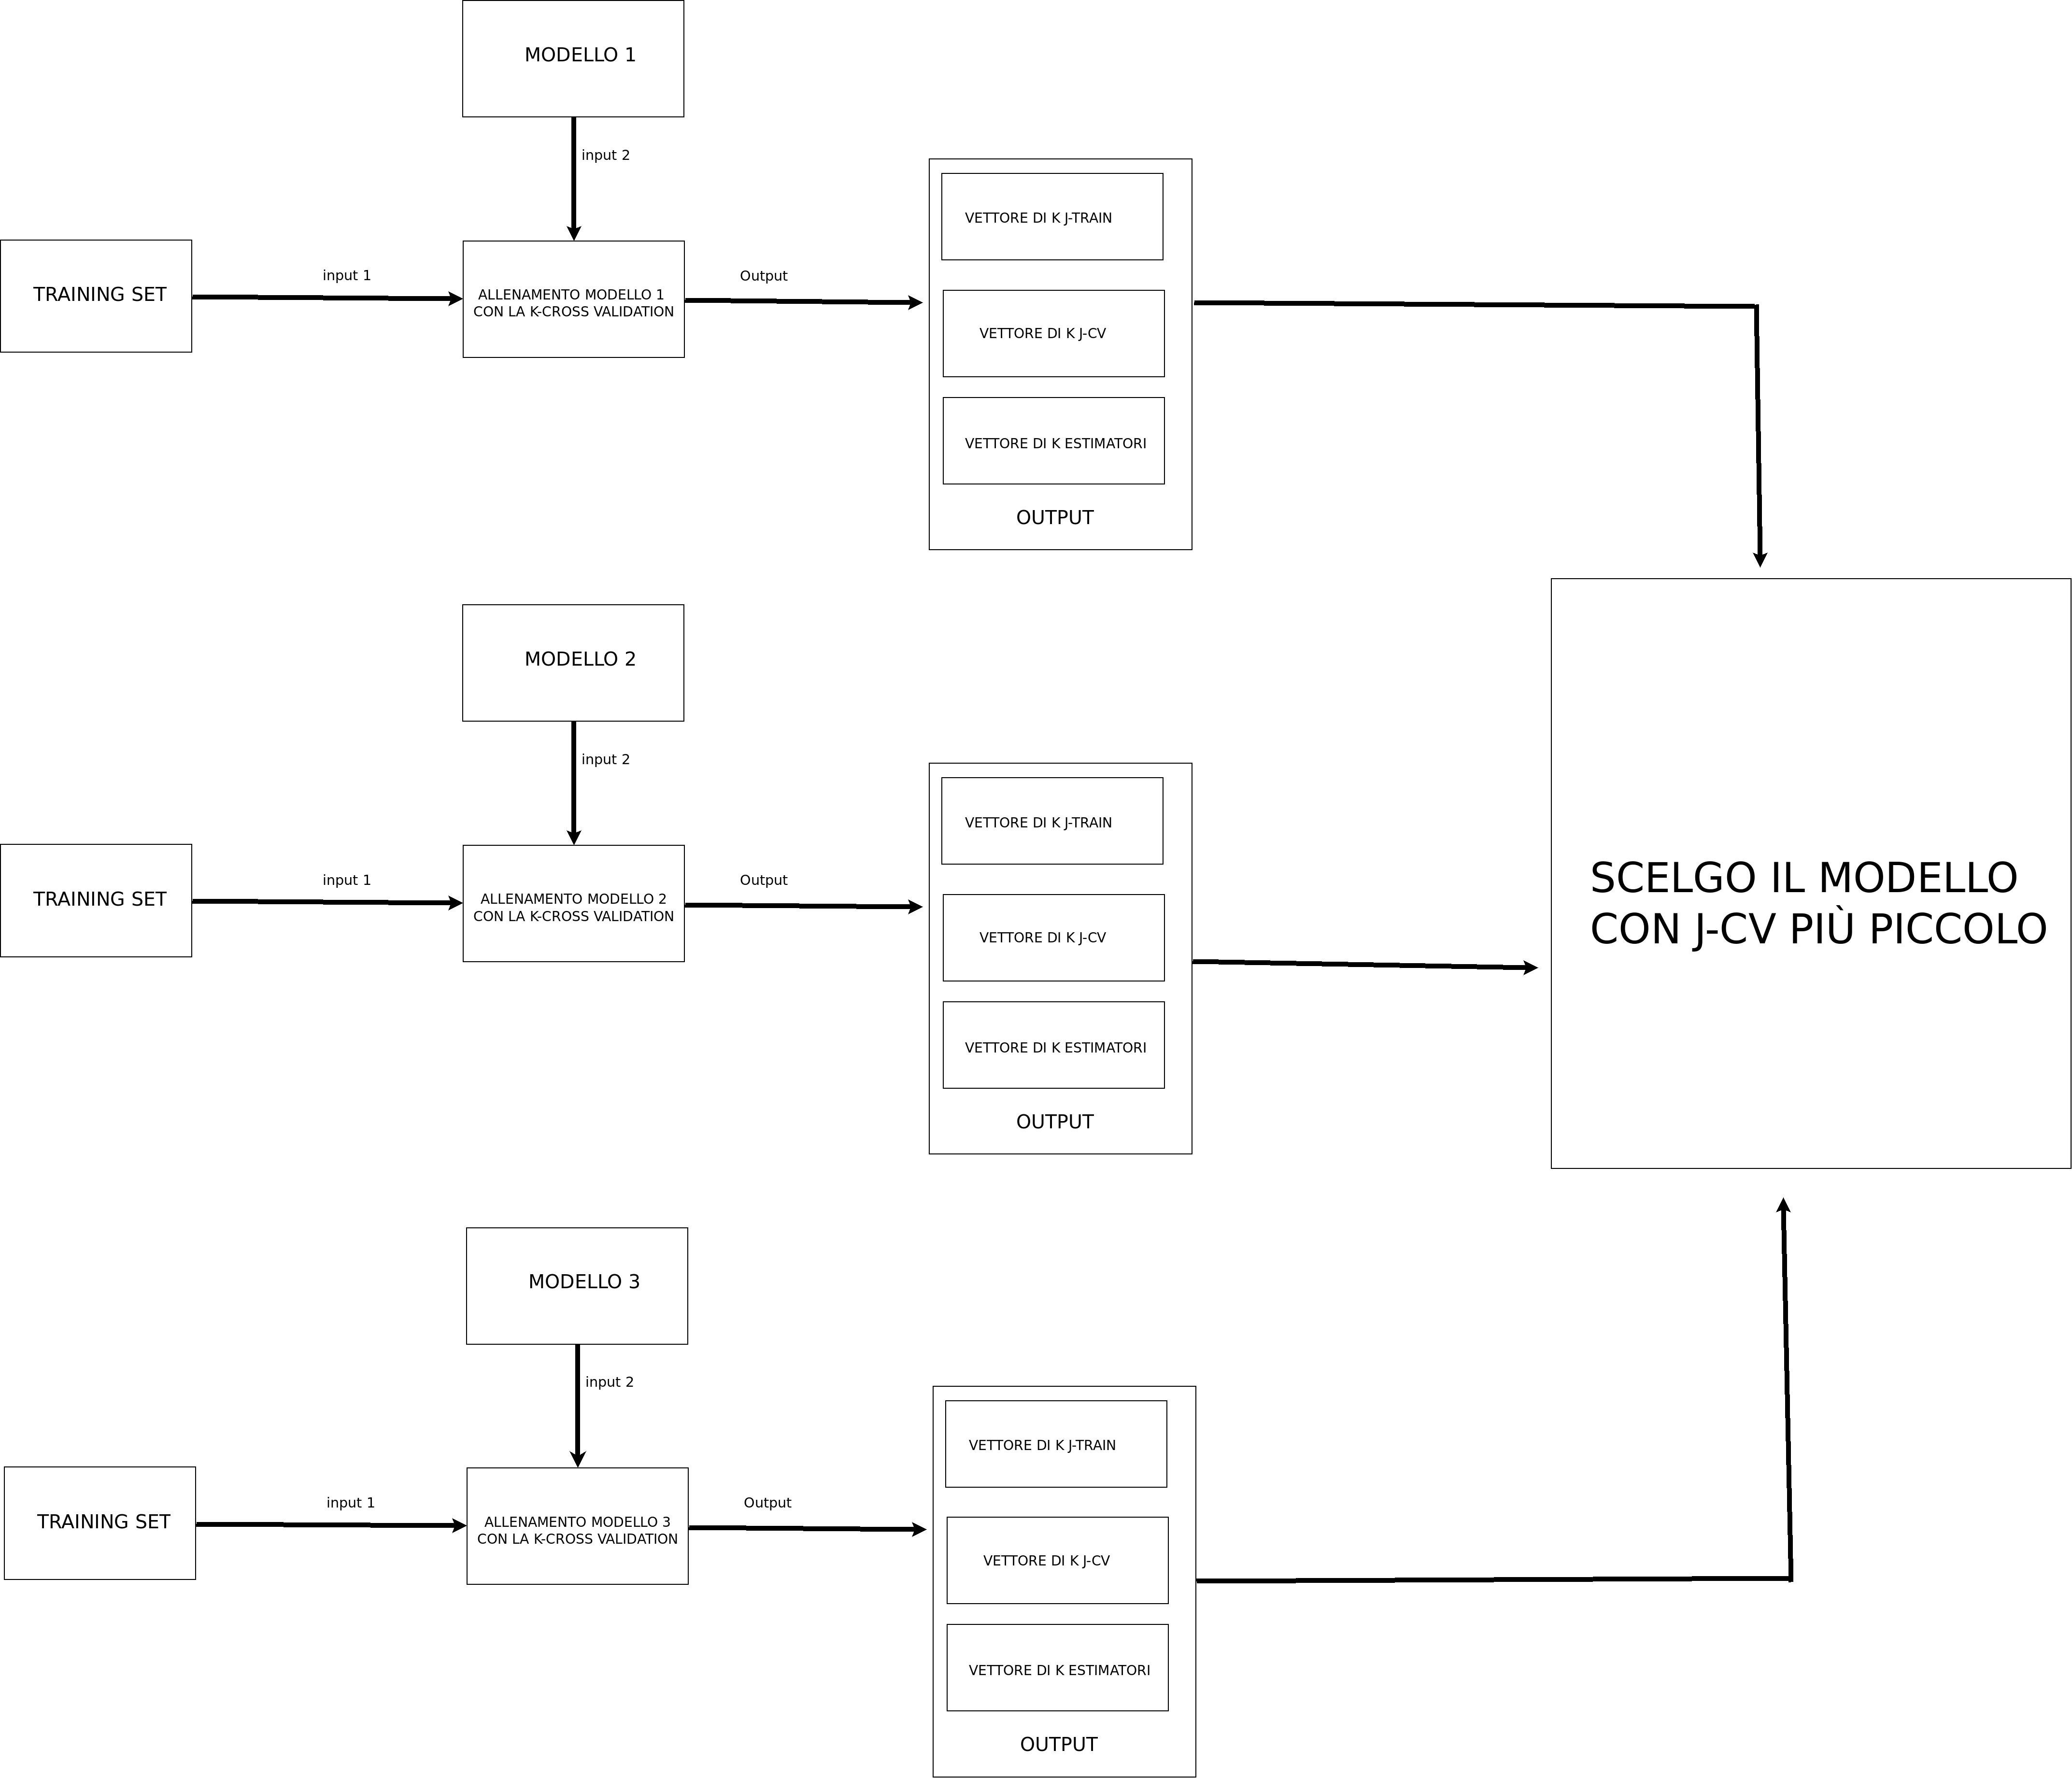 MODELLO 1
input 2
TRAINING SET
input 1
ALLENAMENTO MODELLO 1
CON LA K-CROSS VALIDATION
Output
VETTORE DI K J-TRAIN
VETTORE DI K J-CV
VETTORE DI K ESTIMATORI
OUTPUT
MODELLO 2
input 2
TRAINING SET
input 1
ALLENAMENTO MODELLO 2
CON LA K-CROSS VALIDATION
Output
VETTORE DI K J-TRAIN
VETTORE DI K J-CV
VETTORE DI K ESTIMATORI
OUTPUT
SCELGO IL MODELLO
CON J-CV PIÙ PICCOLO
MODELLO 3
input 2
TRAINING SET
input 1
ALLENAMENTO MODELLO 3
CON LA K-CROSS VALIDATION
Output
VETTORE DI K J-TRAIN
VETTORE DI K J-CV
VETTORE DI K ESTIMATORI
OUTPUT